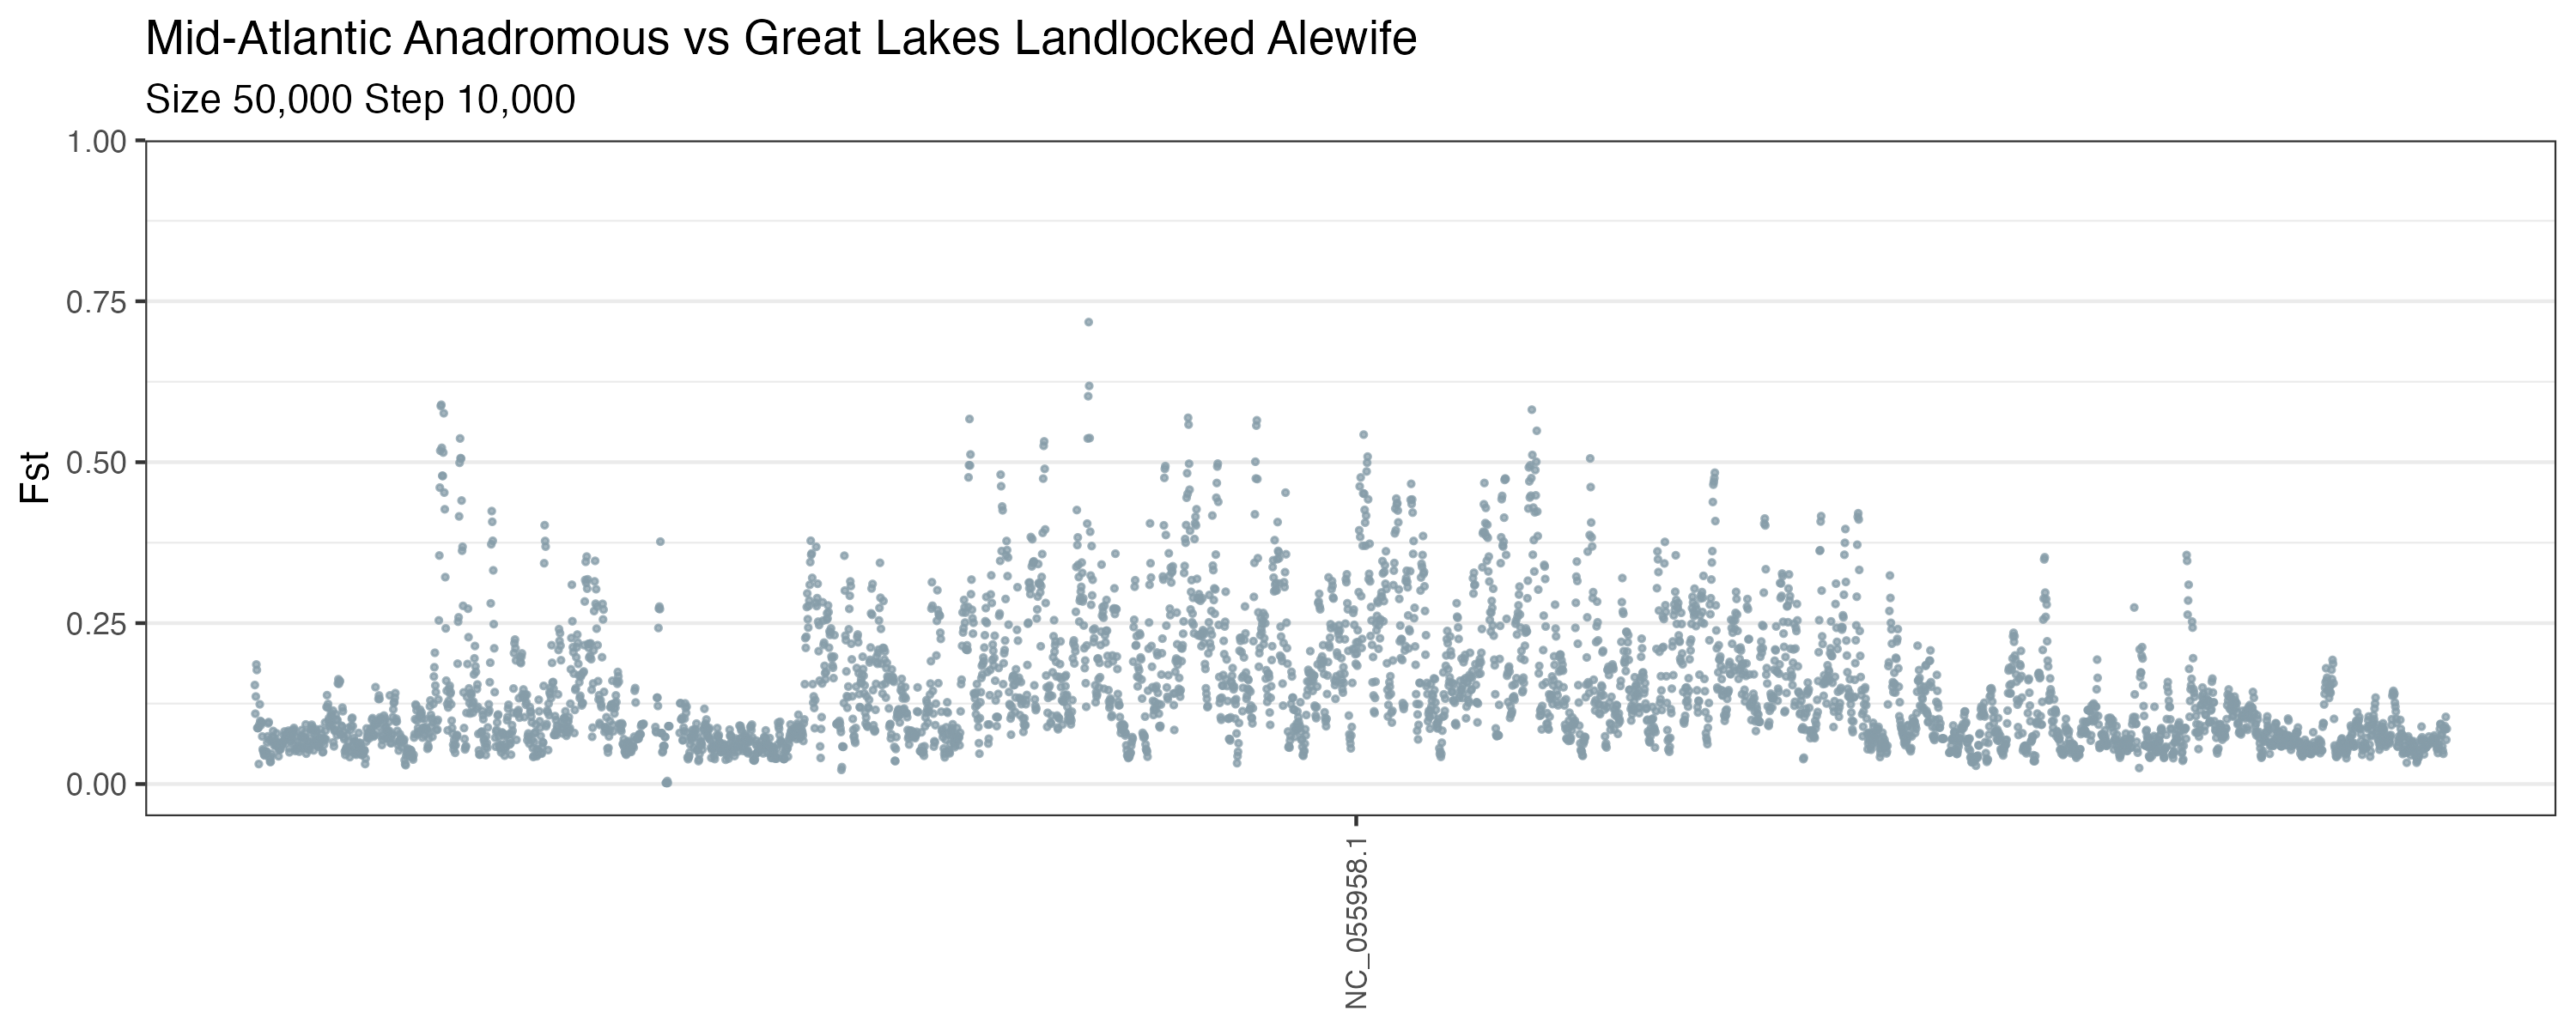 Mid-Atlantic Anadromous vs Great Lakes Landlocked Alewife
Size 50,000 Step 10,000
1.00
0.75
0.50
0.25
0.00
Fst
NC_055958.1